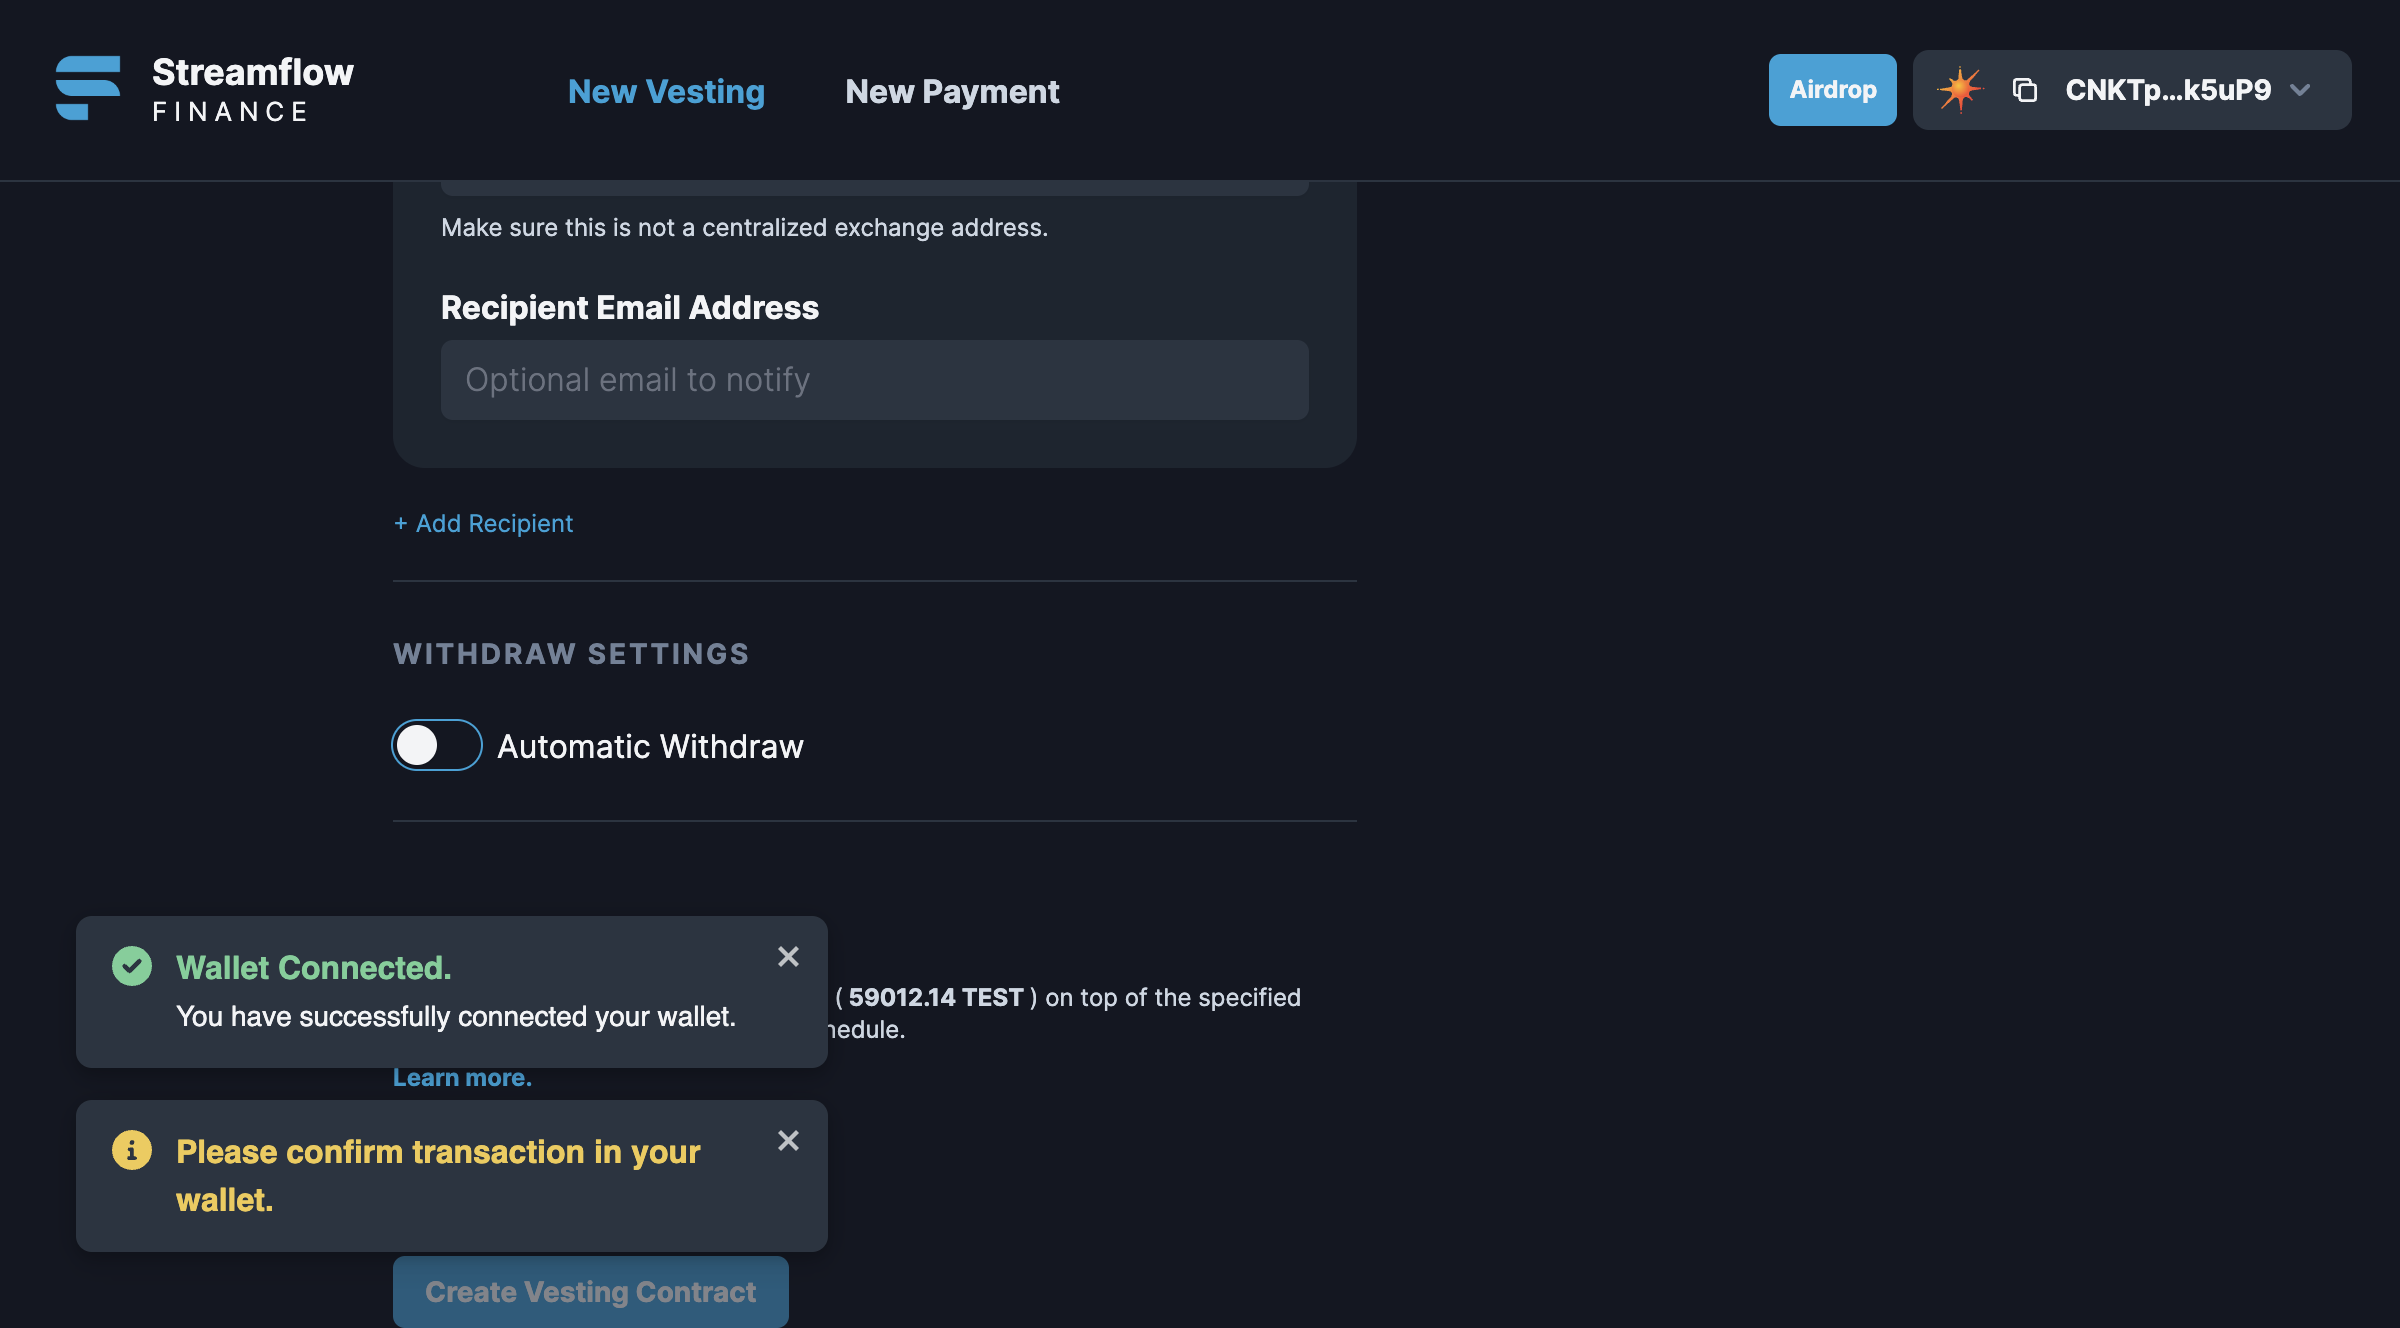 Streamflow
FINANCE
New Vesting
New Payment
Airdrop
CNKTp...k5uP9
Make sure this is not a centralized exchange address.
Recipient Email Address
Optional email to notify
+ Add Recipient
WITHDRAW SETTINGS
Automatic Withdraw
Wallet Connected.
You have successfully connected your wallet.
( 59012.14 TEST ) on top of the specified
Learn more.
Please confirm transaction in your
wallet.
Create Vesting Contract